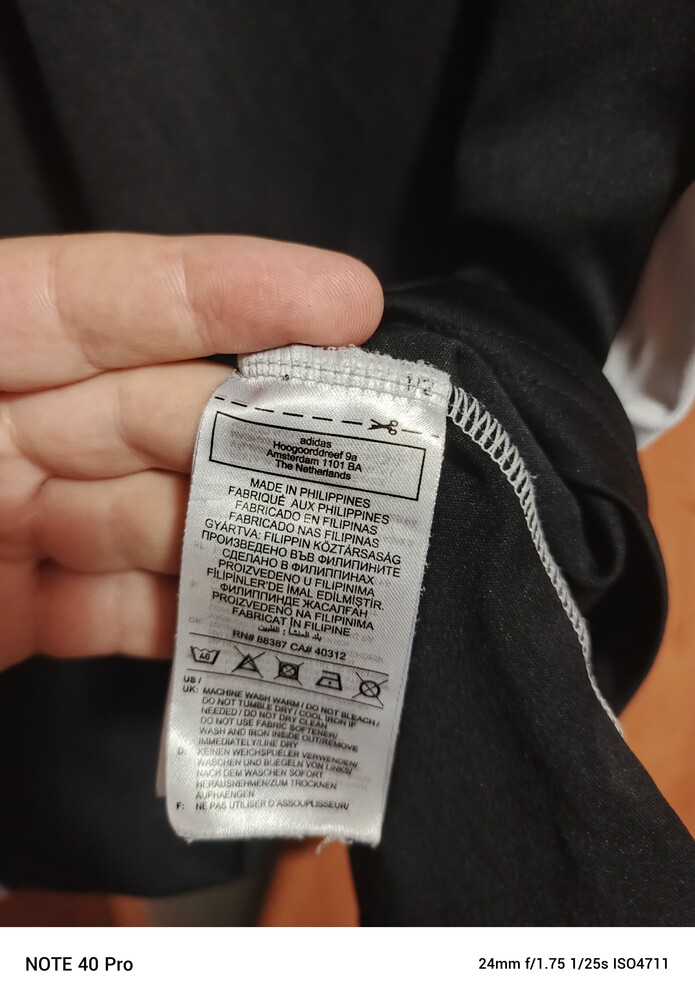 1/2
adidas
Hoogoorddreef 9a
Amsterdam 1101 BA
The Netherlands
MADE IN PHILIPPINES
FABRIQUÉ AUX PHILIPPINES
FABRICADO EN FILIPINAS
FABRICADO NAS FILIPINAS
GYÁRTVA: FILIPPIN KÖZTÁRSASÁG
ПРОИЗВЕДЕНО ВЪВ ФИЛИПИНИТЕ
СДЕЛАНО В ФИЛИППИНАХ
PROIZVEDENO U FILIPINIMA
FİLİPİNLER'DE İMAL EDİLMİŞTİR.
ФИЛИППИНДЕ ЖАСАЛҒАН
PROIZVEDENO NA FILIPINIMA
FABRICAT ÎN FILIPINE
بلد المنشأ : الفلبين
RN# 88387 CA# 40312
40
US /
UK: MACHINE WASH WARM / DO NOT BLEACH /
DO NOT TUMBLE DRY / COOL IRON IF
NEEDED / DO NOT DRY CLEAN
DO NOT USE FABRIC SOFTENER/
WASH AND IRON INSIDE OUT/REMOVE
IMMEDIATELY/LINE DRY
D: KEINEN WEICHSPUELER VERWENDEN/
WASCHEN UND BUEGELN VON LINKS/
NACH DEM WASCHEN SOFORT
HERAUSNEHMEN/ZUM TROCKNEN
AUFHAENGEN
F: NE PAS UTILISER D'ASSOUPLISSEUR/
NOTE 40 Pro
24mm f/1.75 1/25s ISO4711